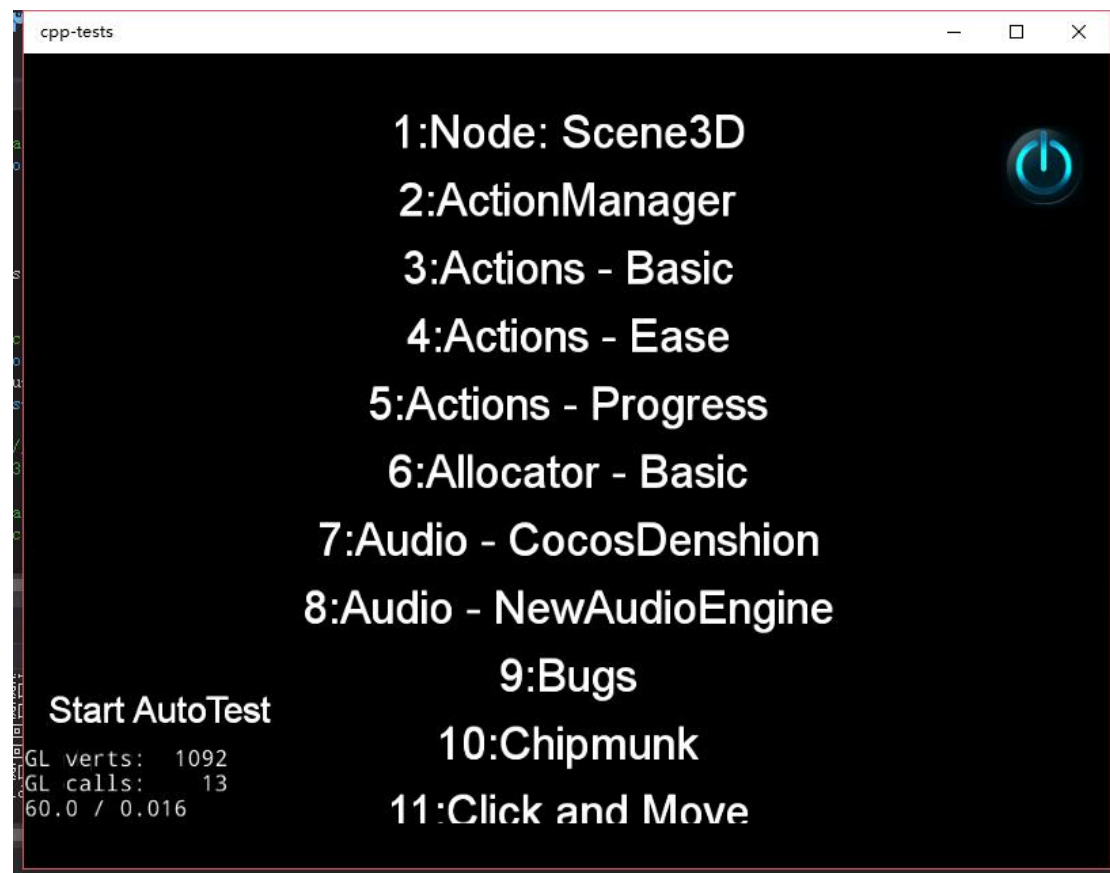 cpp-tests
1:Node: Scene3D
2:ActionManager
3:Actions - Basic
4:Actions - Ease
5:Actions - Progress
6:Allocator - Basic
7:Audio - CocosDenshion
8:Audio - NewAudioEngine
9:Bugs
10:Chipmunk
11:Click and Move
Start AutoTest
GL verts: 1092
GL calls: 13
60.0 / 0.016